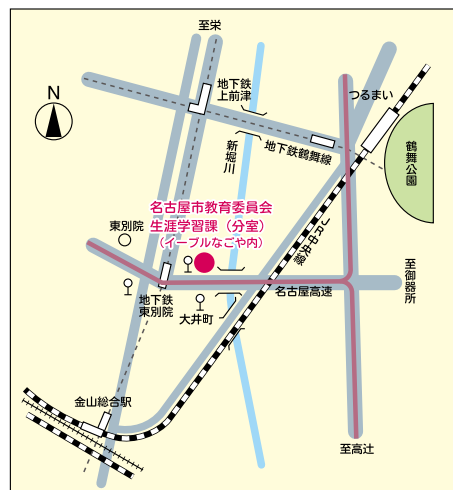 至栄
地下鉄
上前津
つるまい
N
新堀川
地下鉄鶴舞線
鶴舞公園
名古屋市教育委員会
生涯学習課（分室）
（イーブルなごや内）
東別院
JR中央線
至御器所
名古屋高速
地下鉄
東別院
大井町
金山総合駅
至高辻